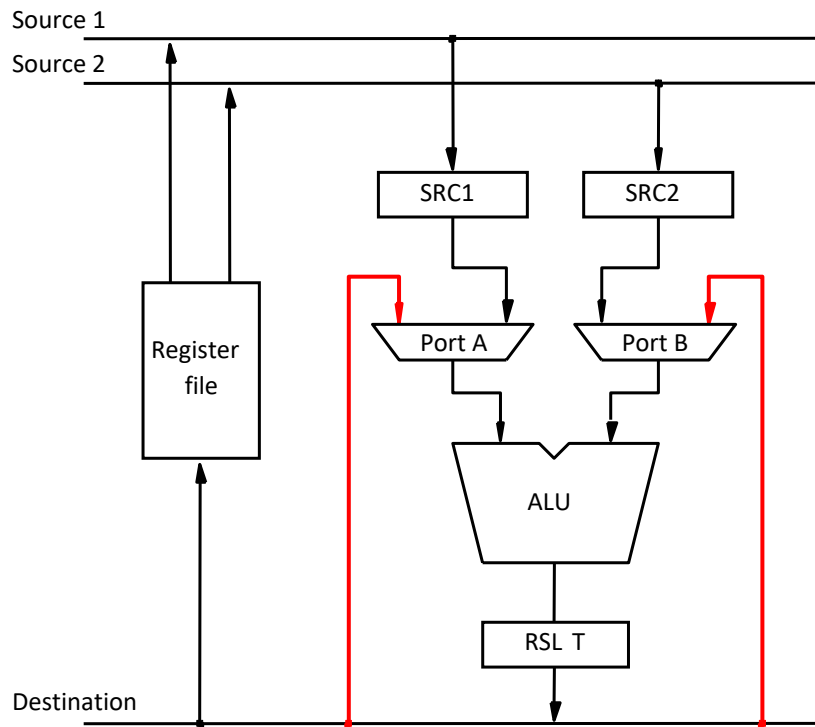 Source 1
Source 2
SRC1
SRC2
Port A
Port B
Register
file
ALU
RSL T
Destination